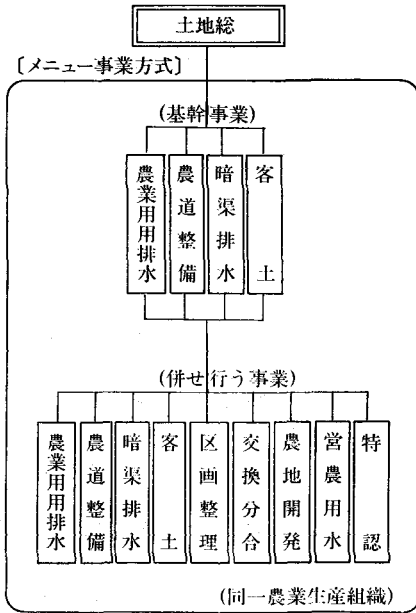 土地総
〔メニュー事業方式〕
(基幹事業)
農業用用排水
農道整備
暗渠排水
客土
(併せ行う事業)
農業用用排水
農道整備
暗渠排水
客土
区画整理
交換分合
農地開発
営農用水
特認
(同一農業生産組織)